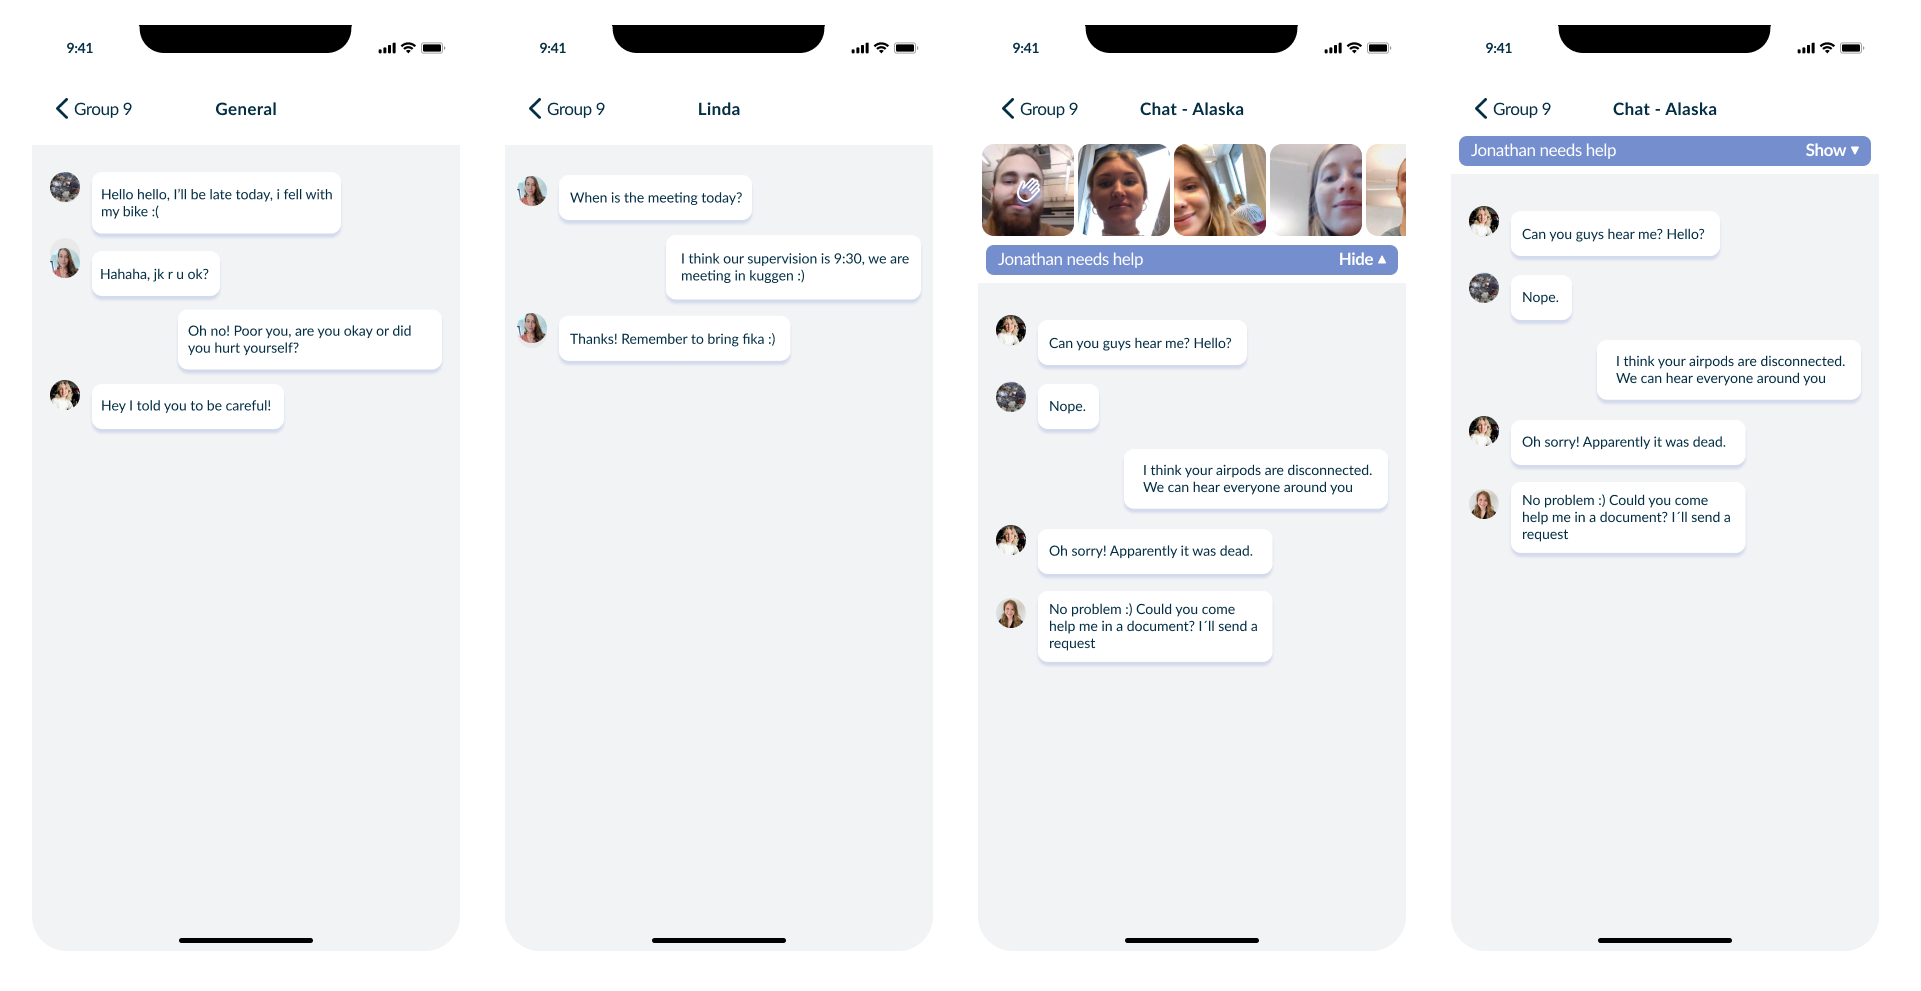 9:41
Group 9
General
Hello hello, I'll be late today, i fell with
my bike :(
Hahaha, jk r u ok?
Oh no! Poor you, are you okay or did
you hurt yourself?
Hey I told you to be careful!
9:41
Group 9
Linda
When is the meeting today?
I think our supervision is 9:30, we are
meeting in kuggen :)
Thanks! Remember to bring fika :)
9:41
Group 9
Chat - Alaska
Jonathan needs help
Hide ▲
Can you guys hear me? Hello?
Nope.
I think your airpods are disconnected.
We can hear everyone around you
Oh sorry! Apparently it was dead.
No problem :) Could you come
help me in a document? I´ll send a
request
9:41
Group 9
Chat - Alaska
Jonathan needs help
Show ▼
Can you guys hear me? Hello?
Nope.
I think your airpods are disconnected.
We can hear everyone around you
Oh sorry! Apparently it was dead.
No problem :) Could you come
help me in a document? I´ll send a
request